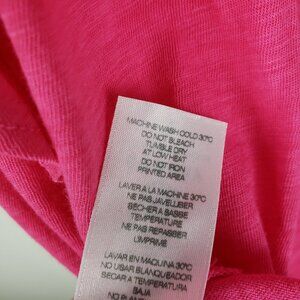 MACHINE WASH COLD 30°C
DO NOT BLEACH
TUMBLE DRY
AT LOW HEAT
DO NOT IRON
PRINTED AREA
LAVER A LA MACHINE 30°C
NE PAS JAVELLISER
SECHER A BASSE
TEMPERATURE
NE PAS REPASSER
L'IMPRIME
LAVAR EN MAQUINA 30°C
NO USAR BLANQUEADOR
SECAR A TEMPERATURA
BAJA